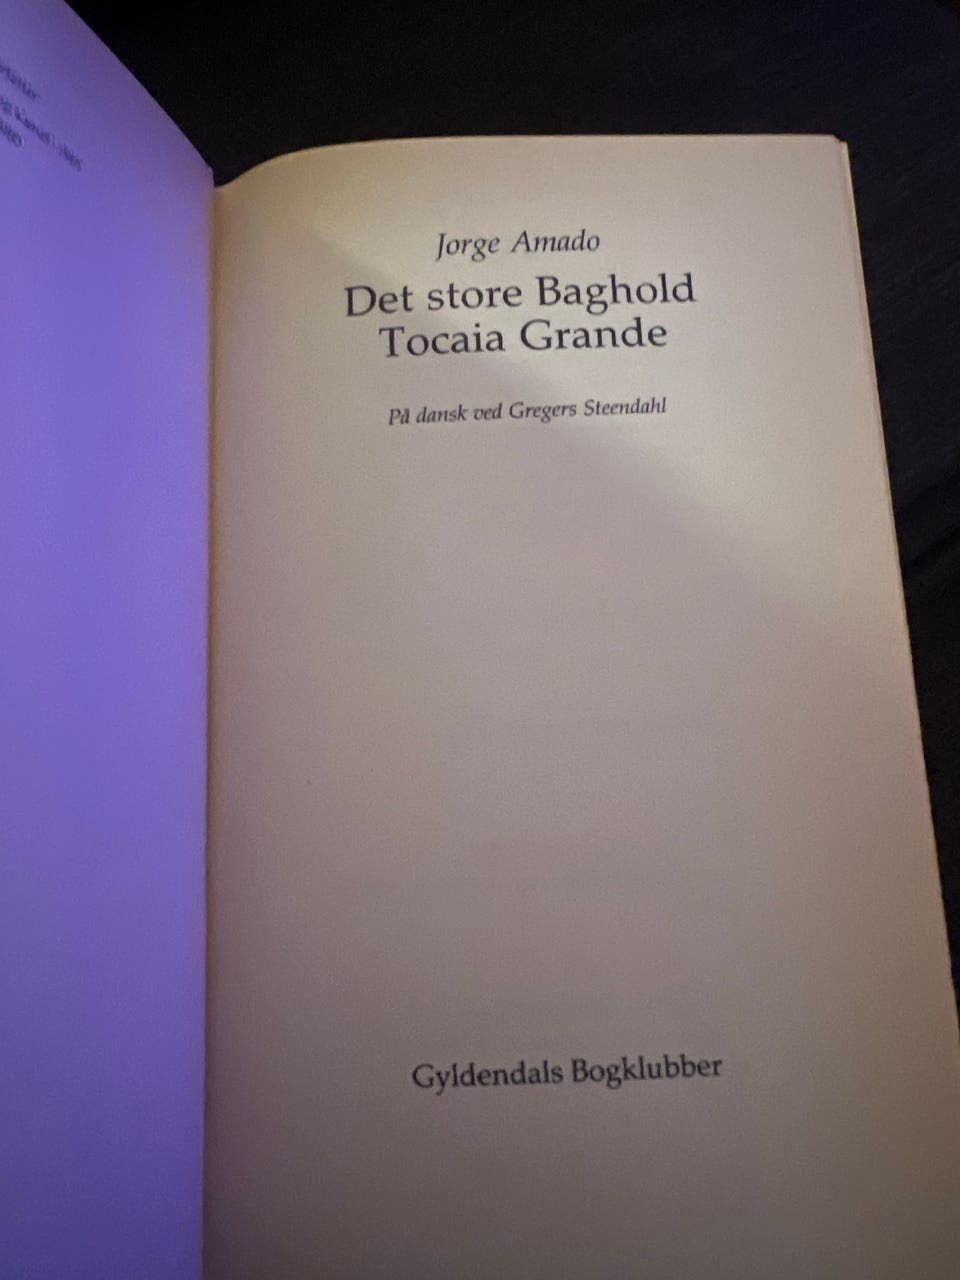 Jorge Amado
Det store Baghold
Tocaia Grande
På dansk ved Gregers Steendahl
Gyldendals Bogklubber